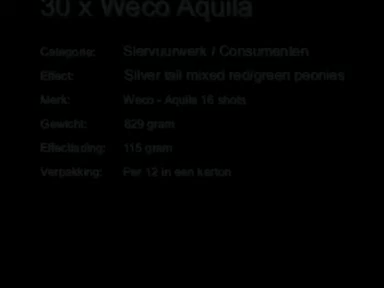 30 x Weco Aquila
Categorie: Siervuurwerk / Consumenten
Effect: Silver tail mixed red/green peonies
Merk: Weco - Aquila 16 shots
Gewicht: 829 gram
Effectlading: 115 gram
Verpakking: Per 12 in een karton